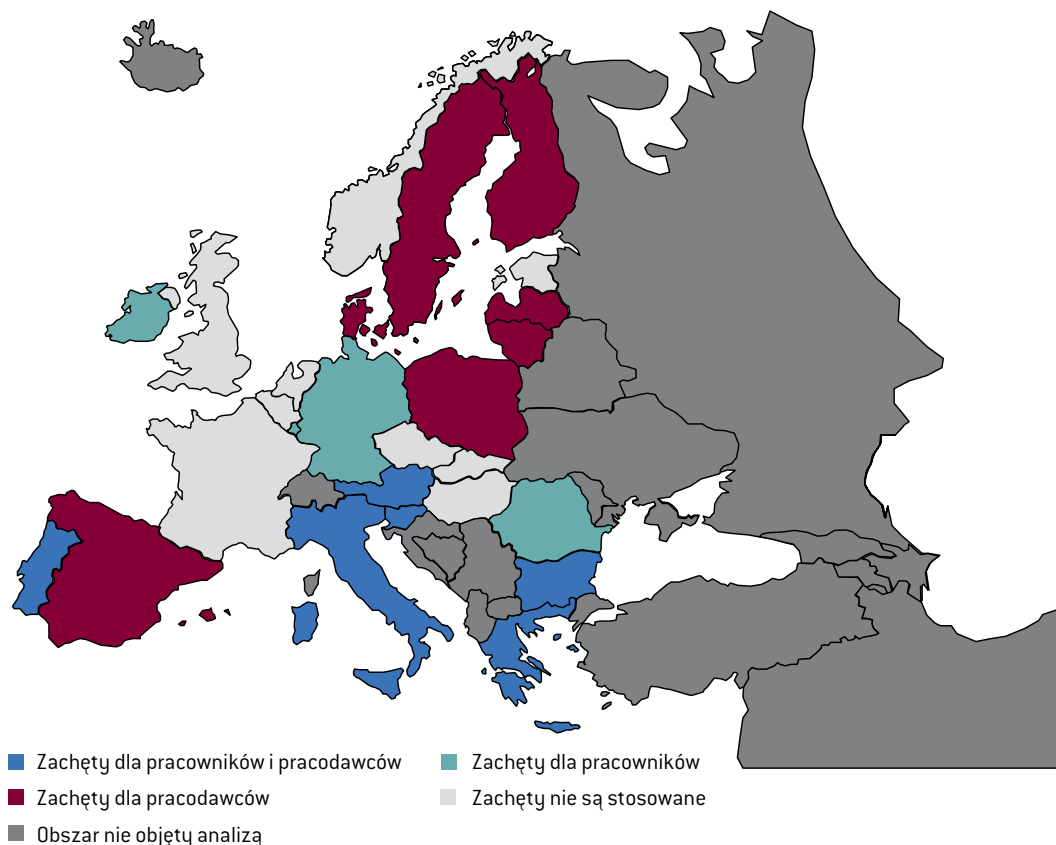 Zachęty dla pracowników i pracodawców
Zachęty dla pracowników
Zachęty dla pracodawców
Zachęty nie są stosowane
Obszar nie objęty analizą